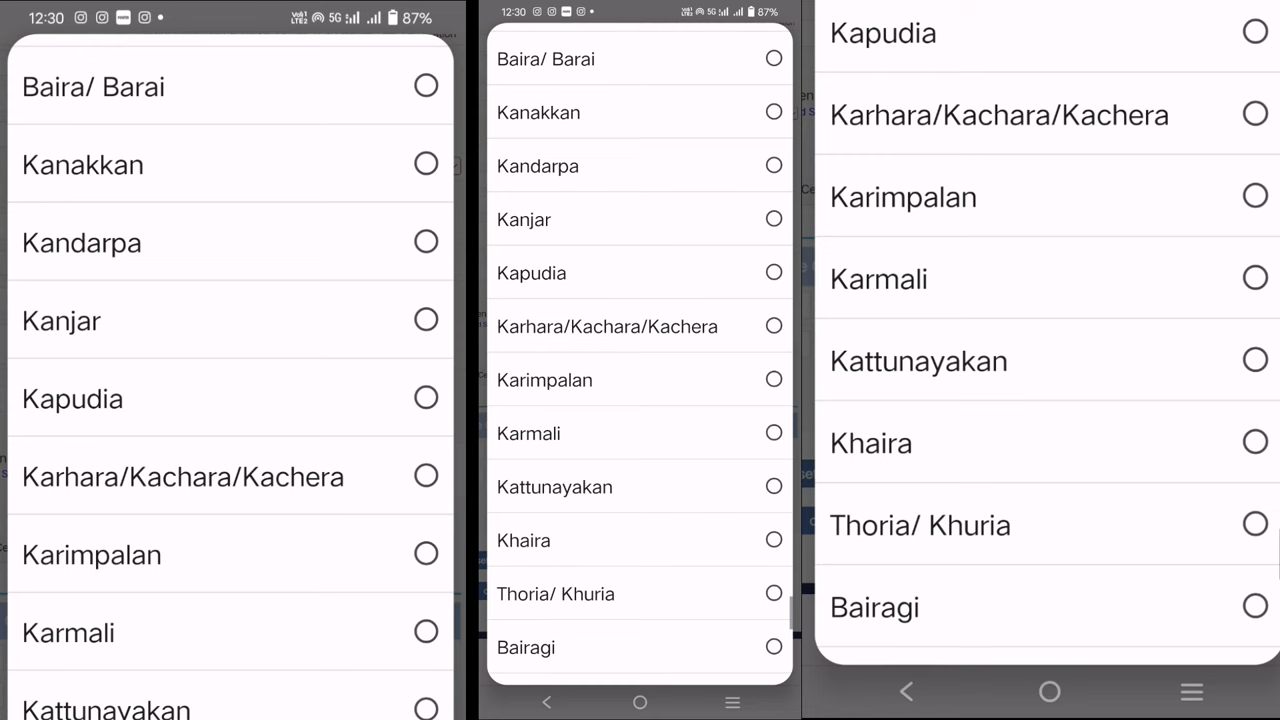 12:30
5G
87%
Baira/ Barai
Kanakkan
Kandarpa
Kanjar
Kapudia
Karhara/Kachara/Kachera
Karimpalan
Karmali
Kattunayakan
12:30
5G
87%
Baira/ Barai
Kanakkan
Kandarpa
Kanjar
Kapudia
Karhara/Kachara/Kachera
Karimpalan
Karmali
Kattunayakan
Khaira
Thoria/ Khuria
Bairagi
Kapudia
Karhara/Kachara/Kachera
Karimpalan
Karmali
Kattunayakan
Khaira
Thoria/ Khuria
Bairagi